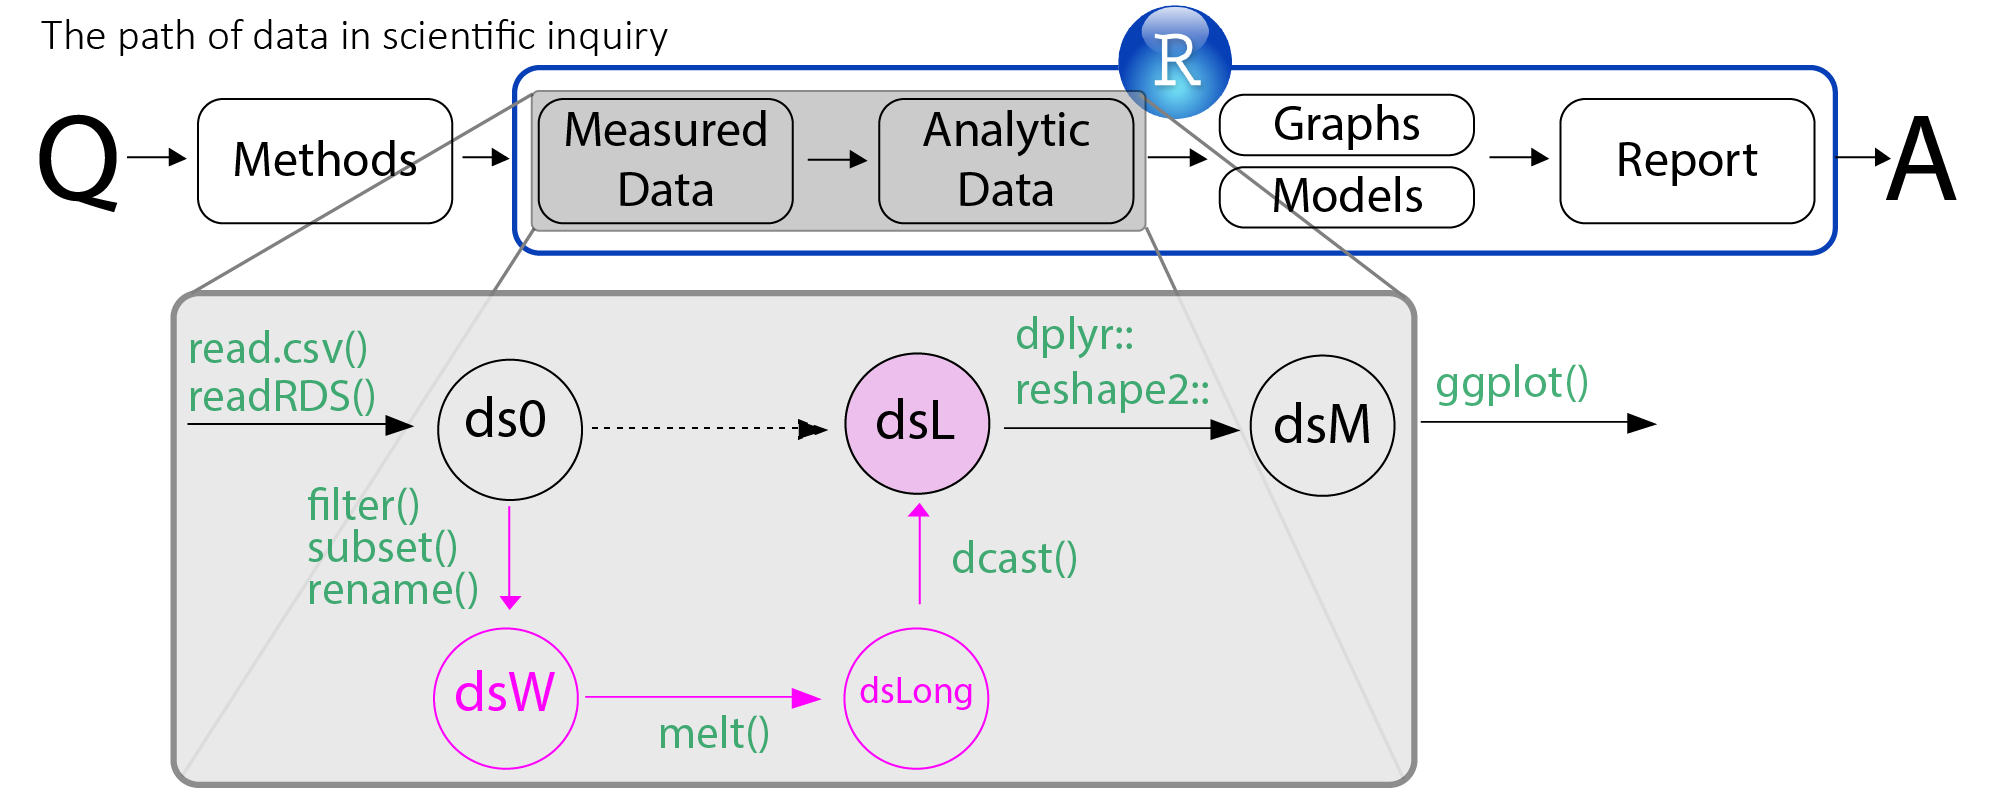 The path of data in scientific inquiry
R
Q
Methods
Measured
Data
Analytic
Data
Graphs
Models
Report
A
read.csv()
readRDS()
ds0
dsL
dplyr::
reshape2::
dsM
ggplot()
filter()
subset()
rename()
dcast()
dsW
melt()
dsLong